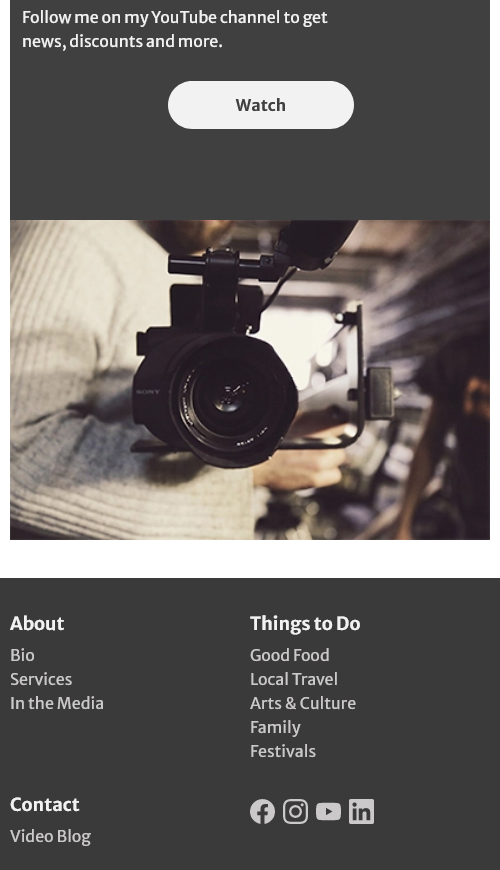 Follow me on my YouTube channel to get
news, discounts and more.
Watch
SONY
About
Bio
Services
In the Media
Things to Do
Good Food
Local Travel
Arts & Culture
Family
Festivals
Contact
Video Blog